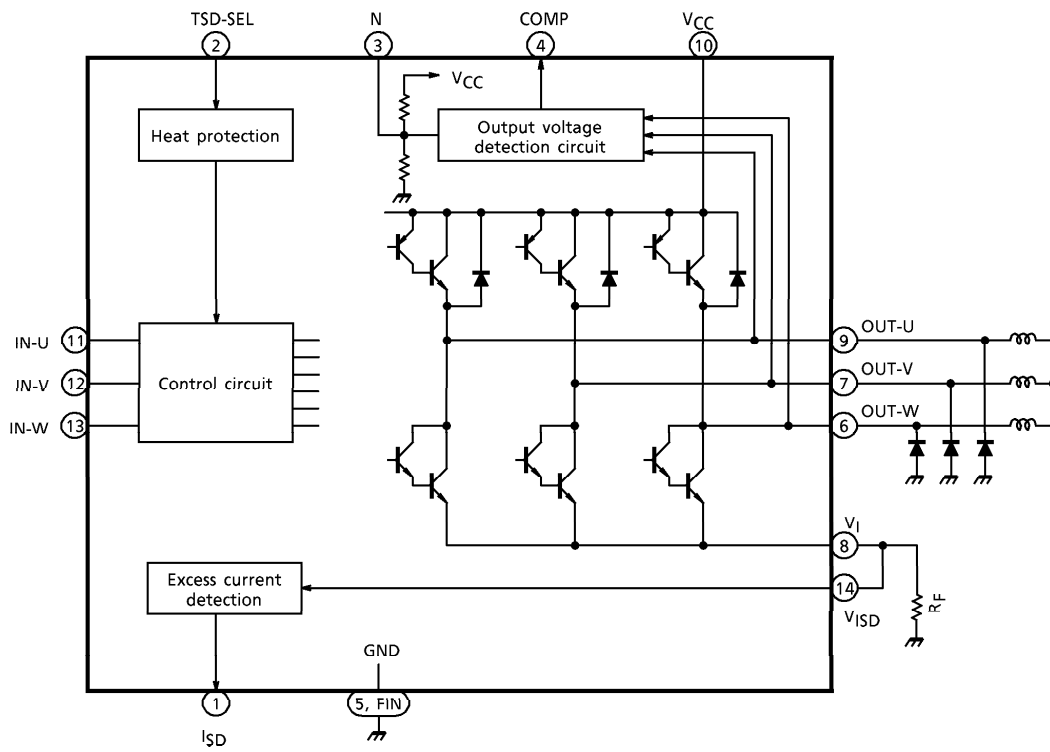 TSD-SEL
N
COMP
VCC
2
3
4
10
VCC
Heat protection
Output voltage
detection circuit
IN-U
11
IN-V
12
IN-W
13
Control circuit
9
OUT-U
7
OUT-V
6
OUT-W
VI
8
14
VISD
RF
Excess current
detection
GND
1
5, FIN
ISD